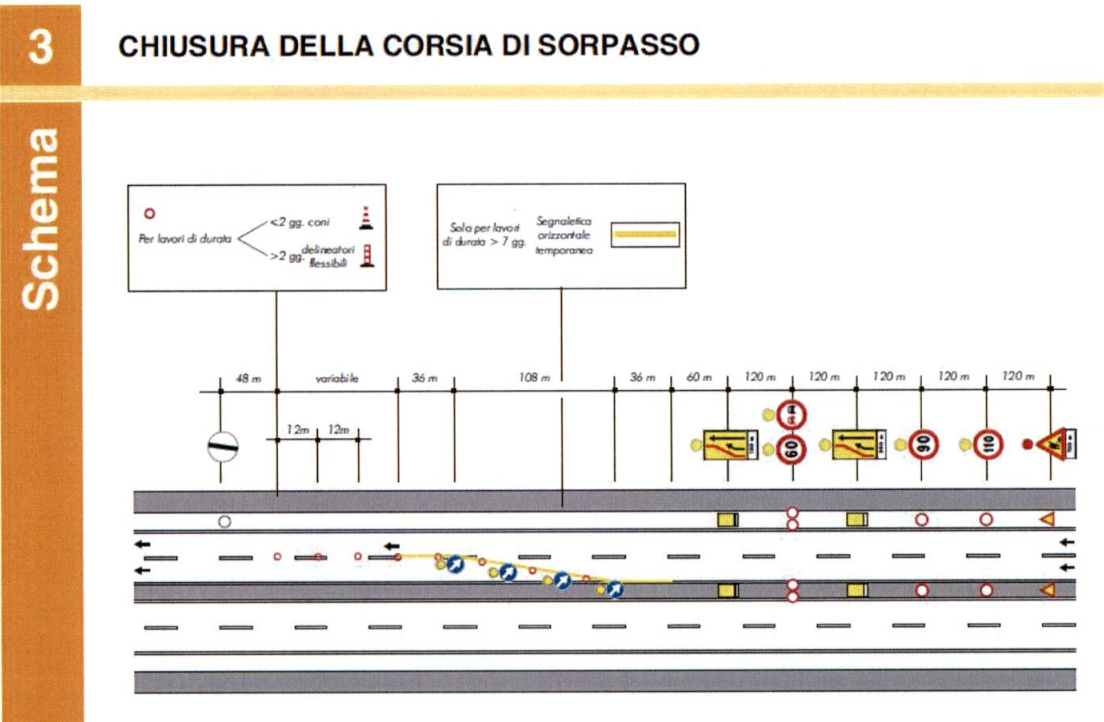 3
CHIUSURA DELLA CORSIA DI SORPASSO
Schema
Per lavori di durata
<2 gg. coni
>2 gg. delineatori
flessibili
Solo per lavori
di durata > 7 gg.
Segnaletica
orizzontale
temporanea
48 m variabile 36 m 108 m 36 m 60 m 120 m 120 m 120 m 120 m 120 m
12m 12m
60 90 110